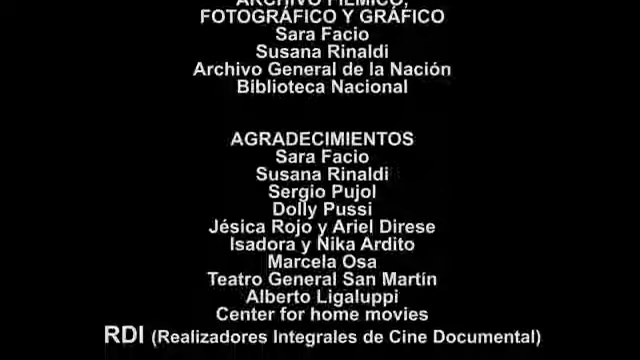 ARCHIVO FÍLMICO,
FOTOGRÁFICO Y GRÁFICO
Sara Facio
Susana Rinaldi
Archivo General de la Nación
Biblioteca Nacional
AGRADECIMIENTOS
Sara Facio
Susana Rinaldi
Sergio Pujol
Dolly Pussi
Jésica Rojo y Ariel Direse
Isadora y Nika Ardito
Marcela Osa
Teatro General San Martín
Alberto Ligaluppi
Center for home movies
RDI (Realizadores Integrales de Cine Documental)